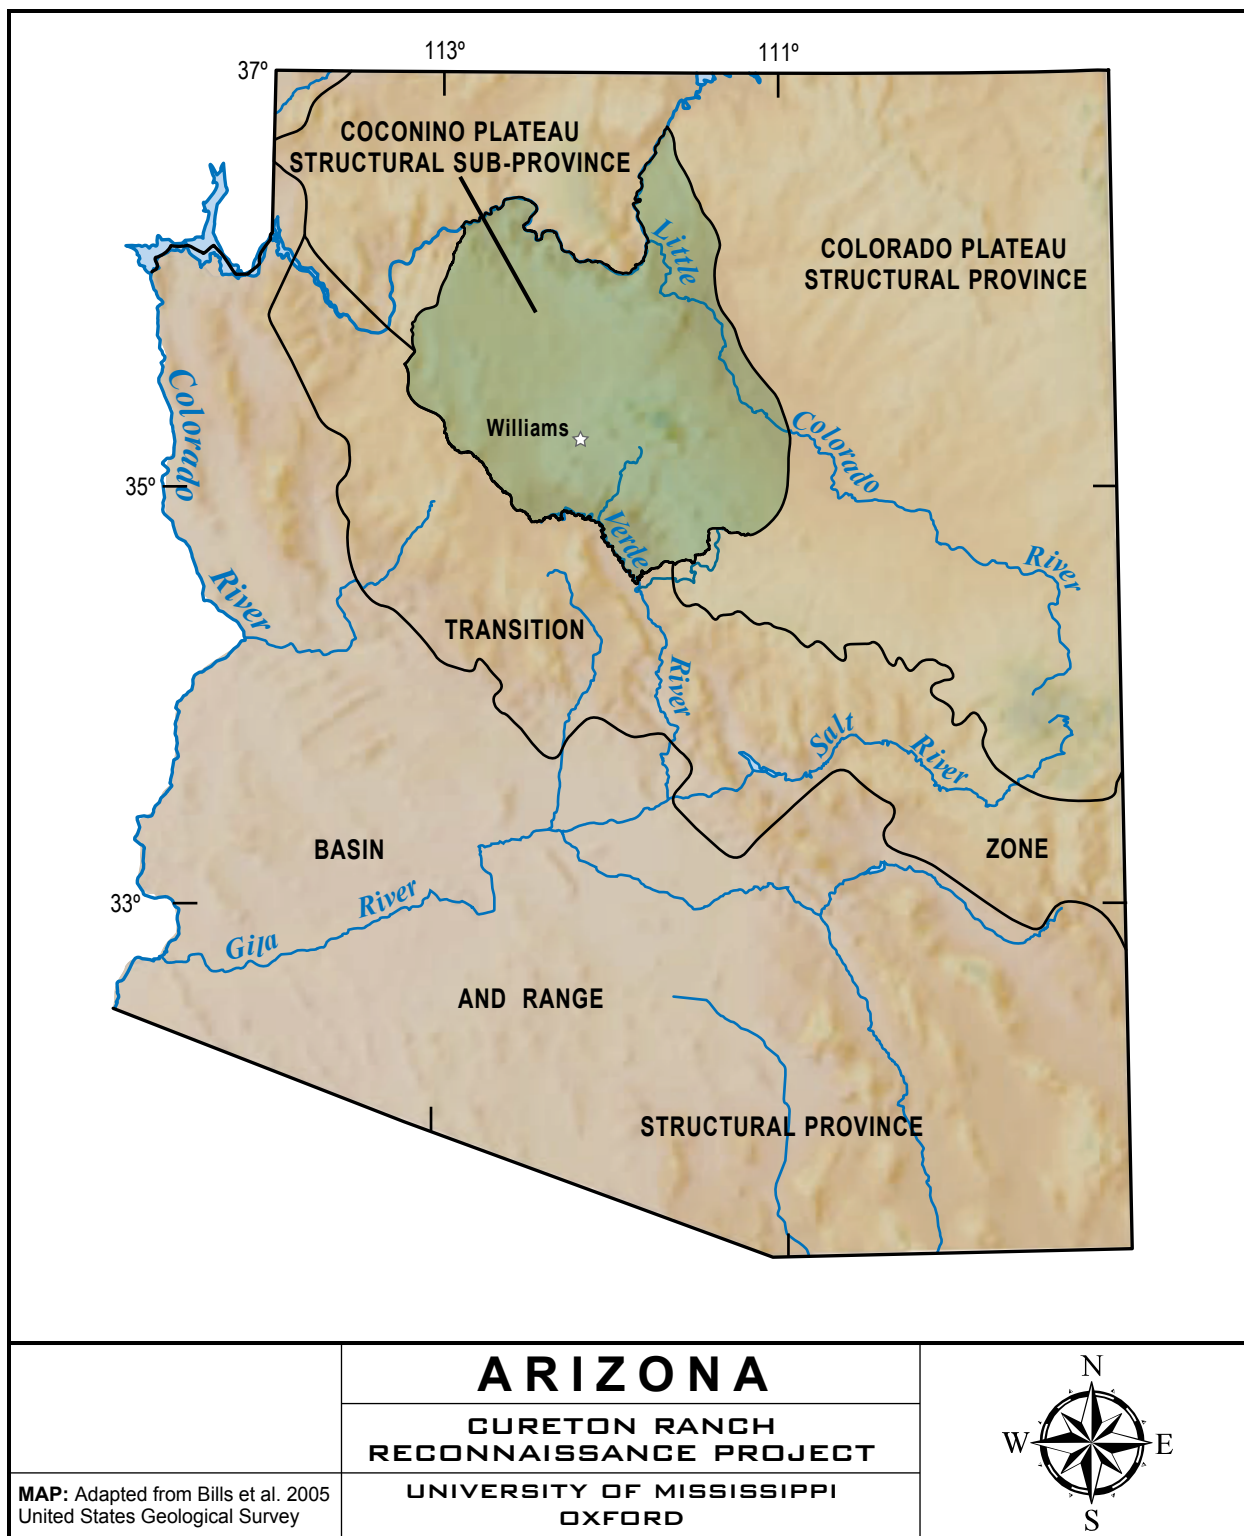 113º
111º
37º
COCONINO PLATEAU
STRUCTURAL SUB-PROVINCE
Little
COLORADO PLATEAU
STRUCTURAL PROVINCE
Colorado
Williams
Colorado
35º
Verde
River
River
TRANSITION
River
Salt
River
BASIN
ZONE
33º
River
Gila
AND RANGE
STRUCTURAL PROVINCE
ARIZONA
CURETON RANCH
RECONNAISSANCE PROJECT
MAP: Adapted from Bills et al. 2005
United States Geological Survey
UNIVERSITY OF MISSISSIPPI
OXFORD
N
W
E
S